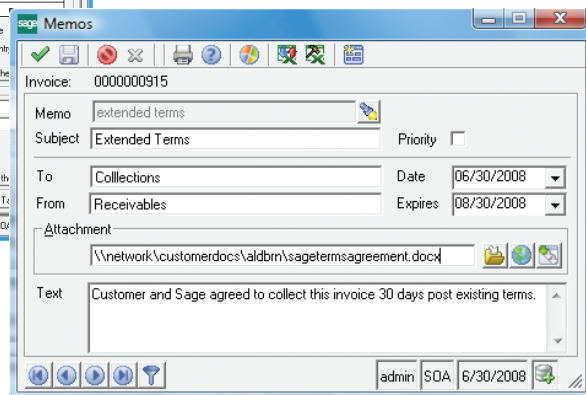 sage Memos
Invoice: 0000000915
Memo extended terms
Subject Extended Terms Priority
To Colllections Date 06/30/2008
From Receivables Expires 08/30/2008
Attachment
\\network\customerdocs\aldbrn\sagetermsagreement.docx
Text Customer and Sage agreed to collect this invoice 30 days post existing terms.
admin SOA 6/30/2008